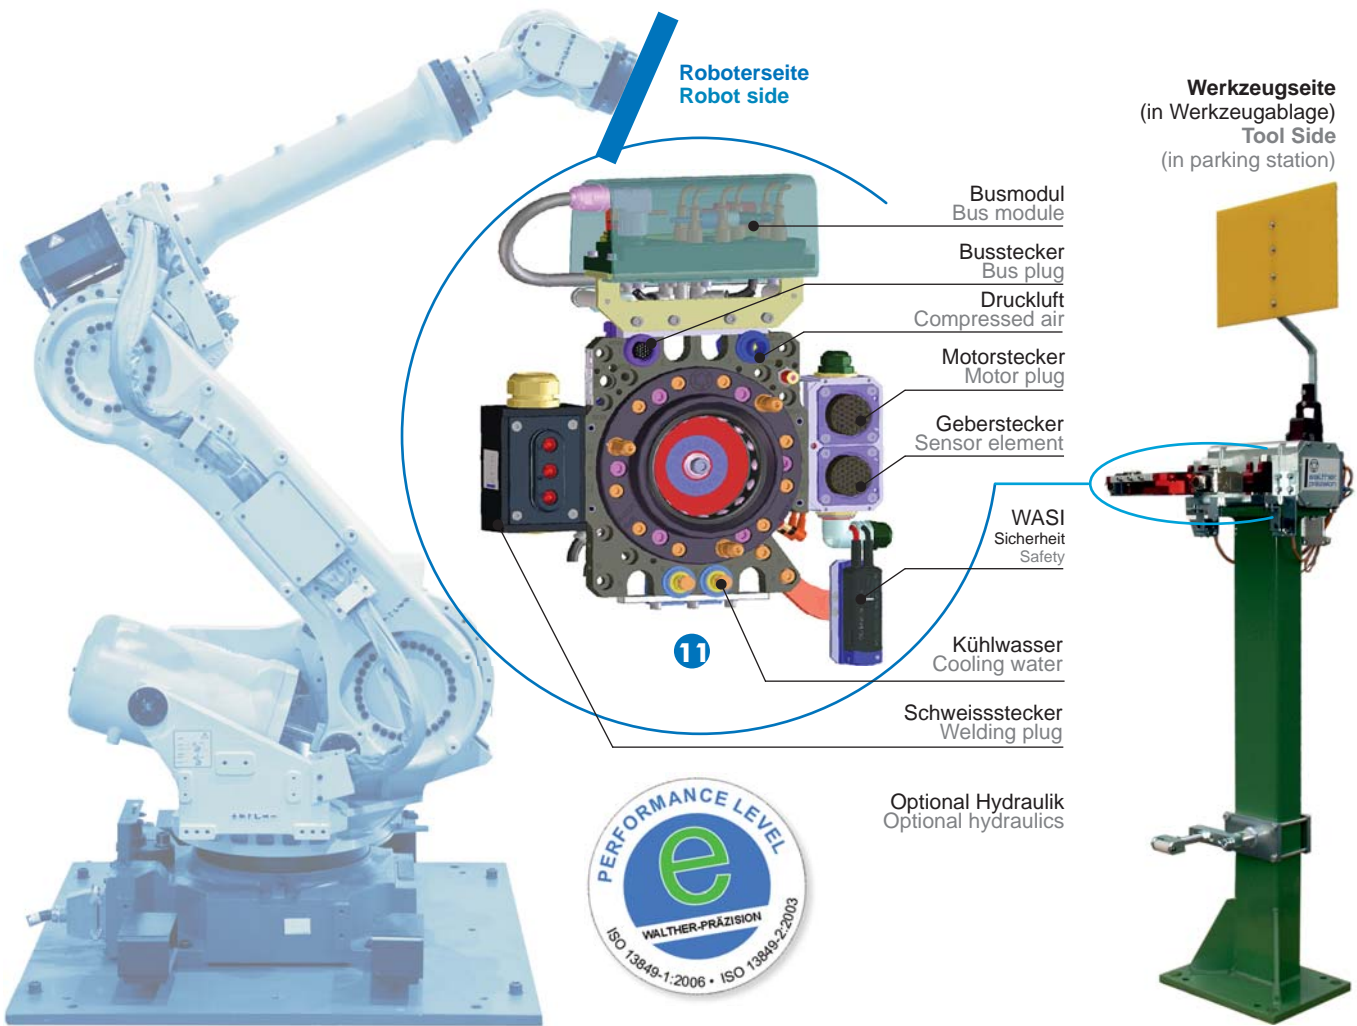 Roboterseite
Robot side
Werkzeugseite
(in Werkzeugablage)
Tool Side
(in parking station)
Busmodul
Bus module
Busstecker
Bus plug
Druckluft
Compressed air
Motorstecker
Motor plug
Geberstecker
Sensor element
WASI
Sicherheit
Safety
Kühlwasser
Cooling water
Schweissstecker
Welding plug
Optional Hydraulik
Optional hydraulics
11
walther
präzision
PERFORMANCE LEVEL
e
WALTHER-PRÄZISION
ISO 13849-1:2006 • ISO 13849-2:2003